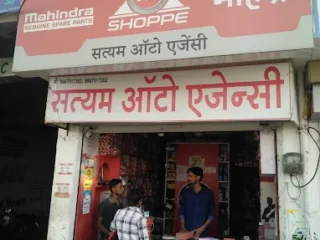 Mahindra
GENUINE SPARE PARTS
SHOPPE
सत्यम ऑटो एजेंसी
सत्यम ऑटो एजेन्सी